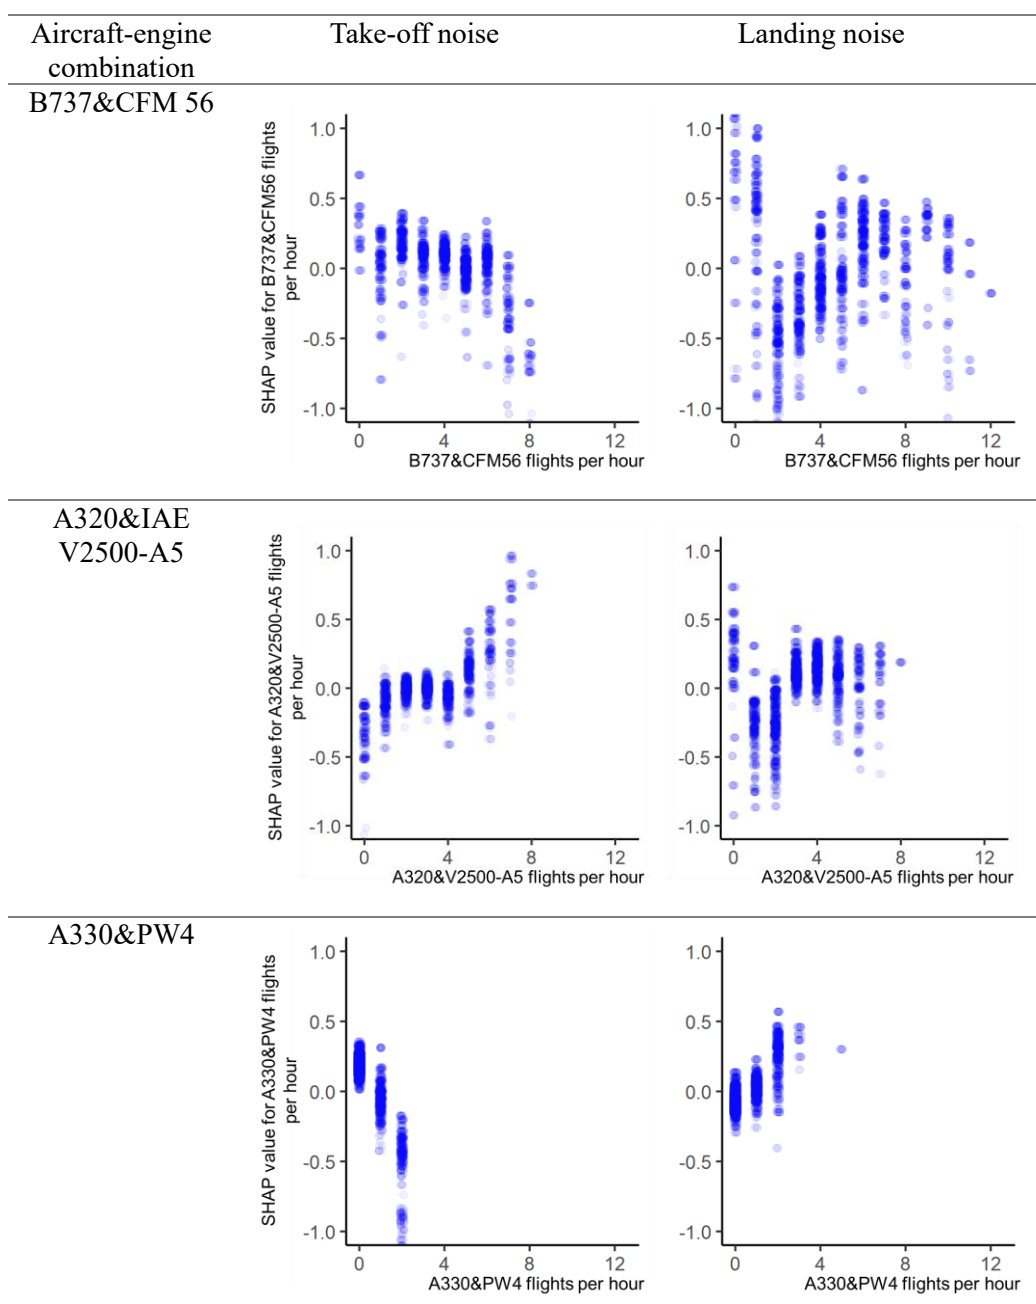 Aircraft-engine
combination
Take-off noise
Landing noise
B737&CFM 56
SHAP value for B737&CFM56 flights
per hour
1.0
0.5
0.0
-0.5
-1.0
0 4 8 12
B737&CFM56 flights per hour
1.0
0.5
0.0
-0.5
-1.0
0 4 8 12
B737&CFM56 flights per hour
A320&IAE
V2500-A5
SHAP value for A320&V2500-A5 flights
per hour
1.0
0.5
0.0
-0.5
-1.0
0 4 8 12
A320&V2500-A5 flights per hour
1.0
0.5
0.0
-0.5
-1.0
0 4 8 12
A320&V2500-A5 flights per hour
A330&PW4
SHAP value for A330&PW4 flights
per hour
1.0
0.5
0.0
-0.5
-1.0
0 4 8 12
A330&PW4 flights per hour
1.0
0.5
0.0
-0.5
-1.0
0 4 8 12
A330&PW4 flights per hour